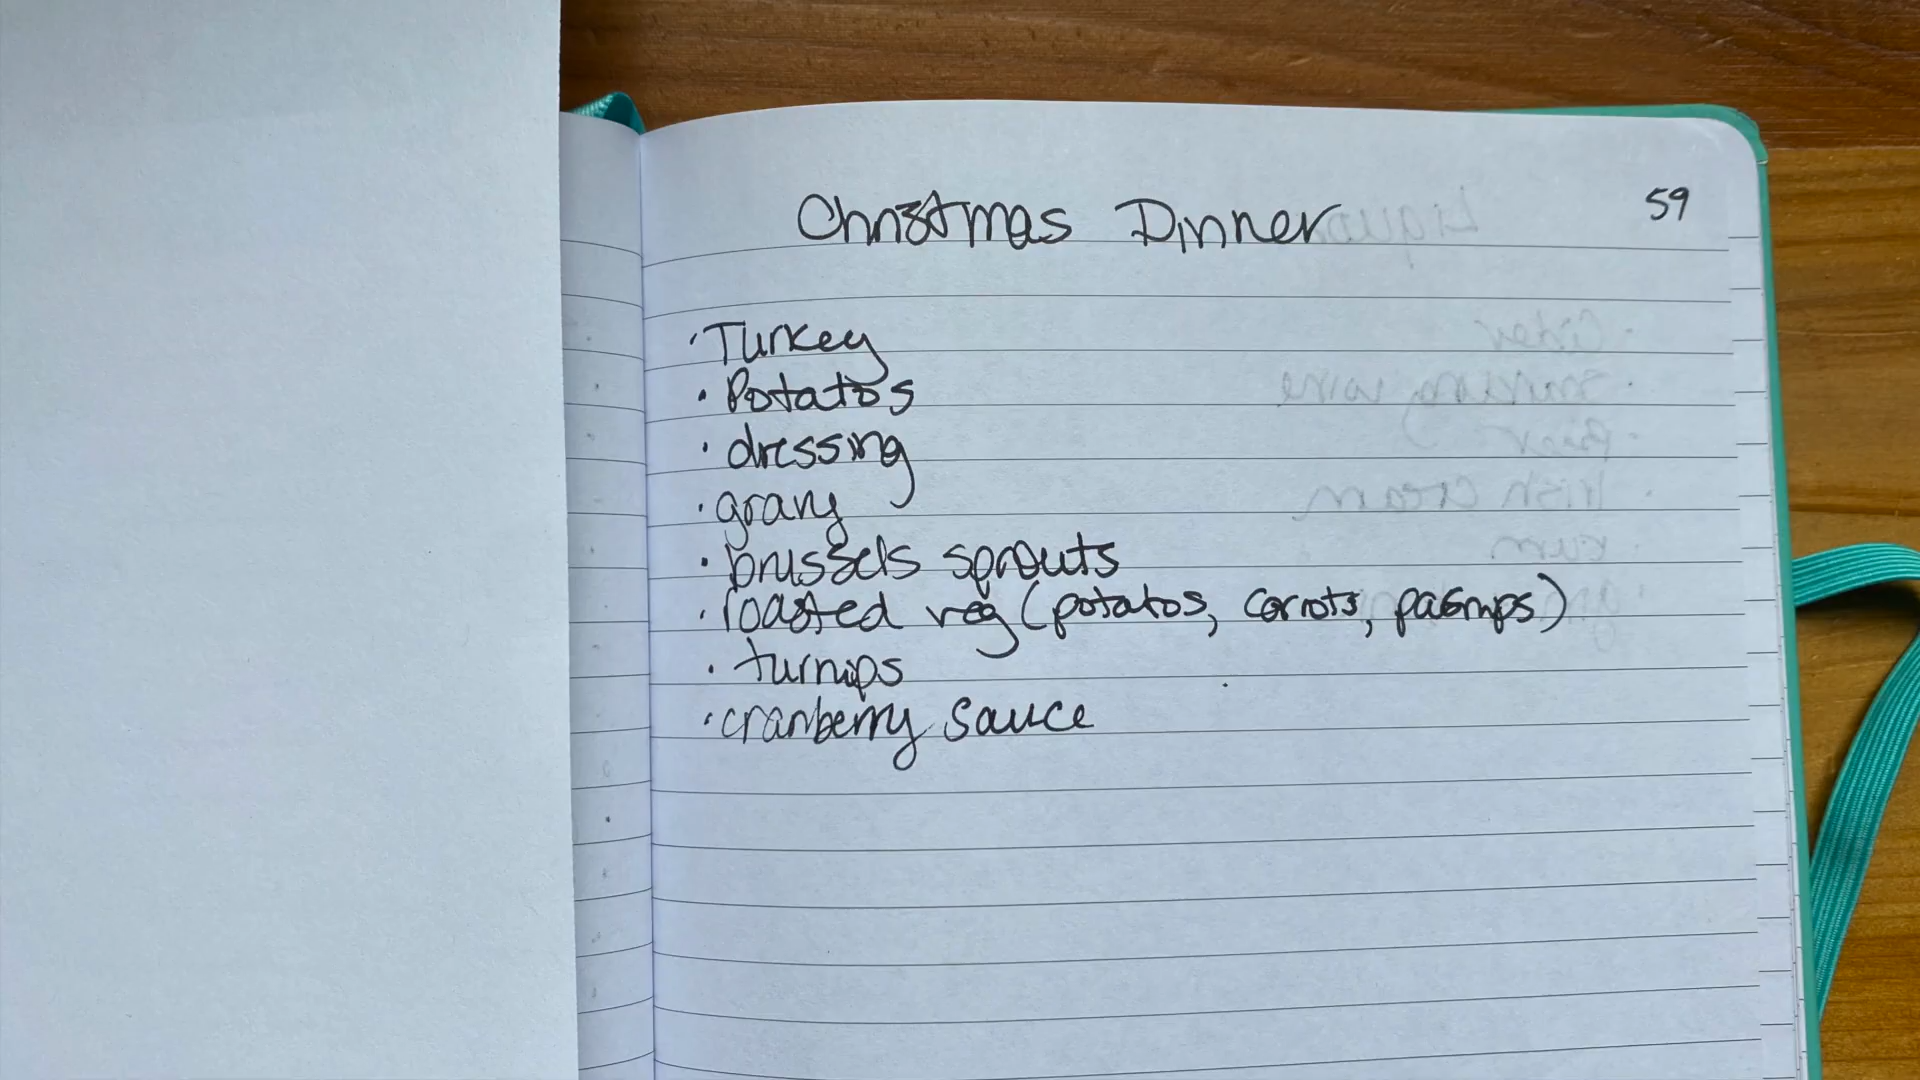 Christmas Dinner 59
· Turkey
· Potatos
· dressing
· gravy
· brussels sprouts
· roasted veg (potatos, carrots, parsnips)
· turnips
· cranberry sauce